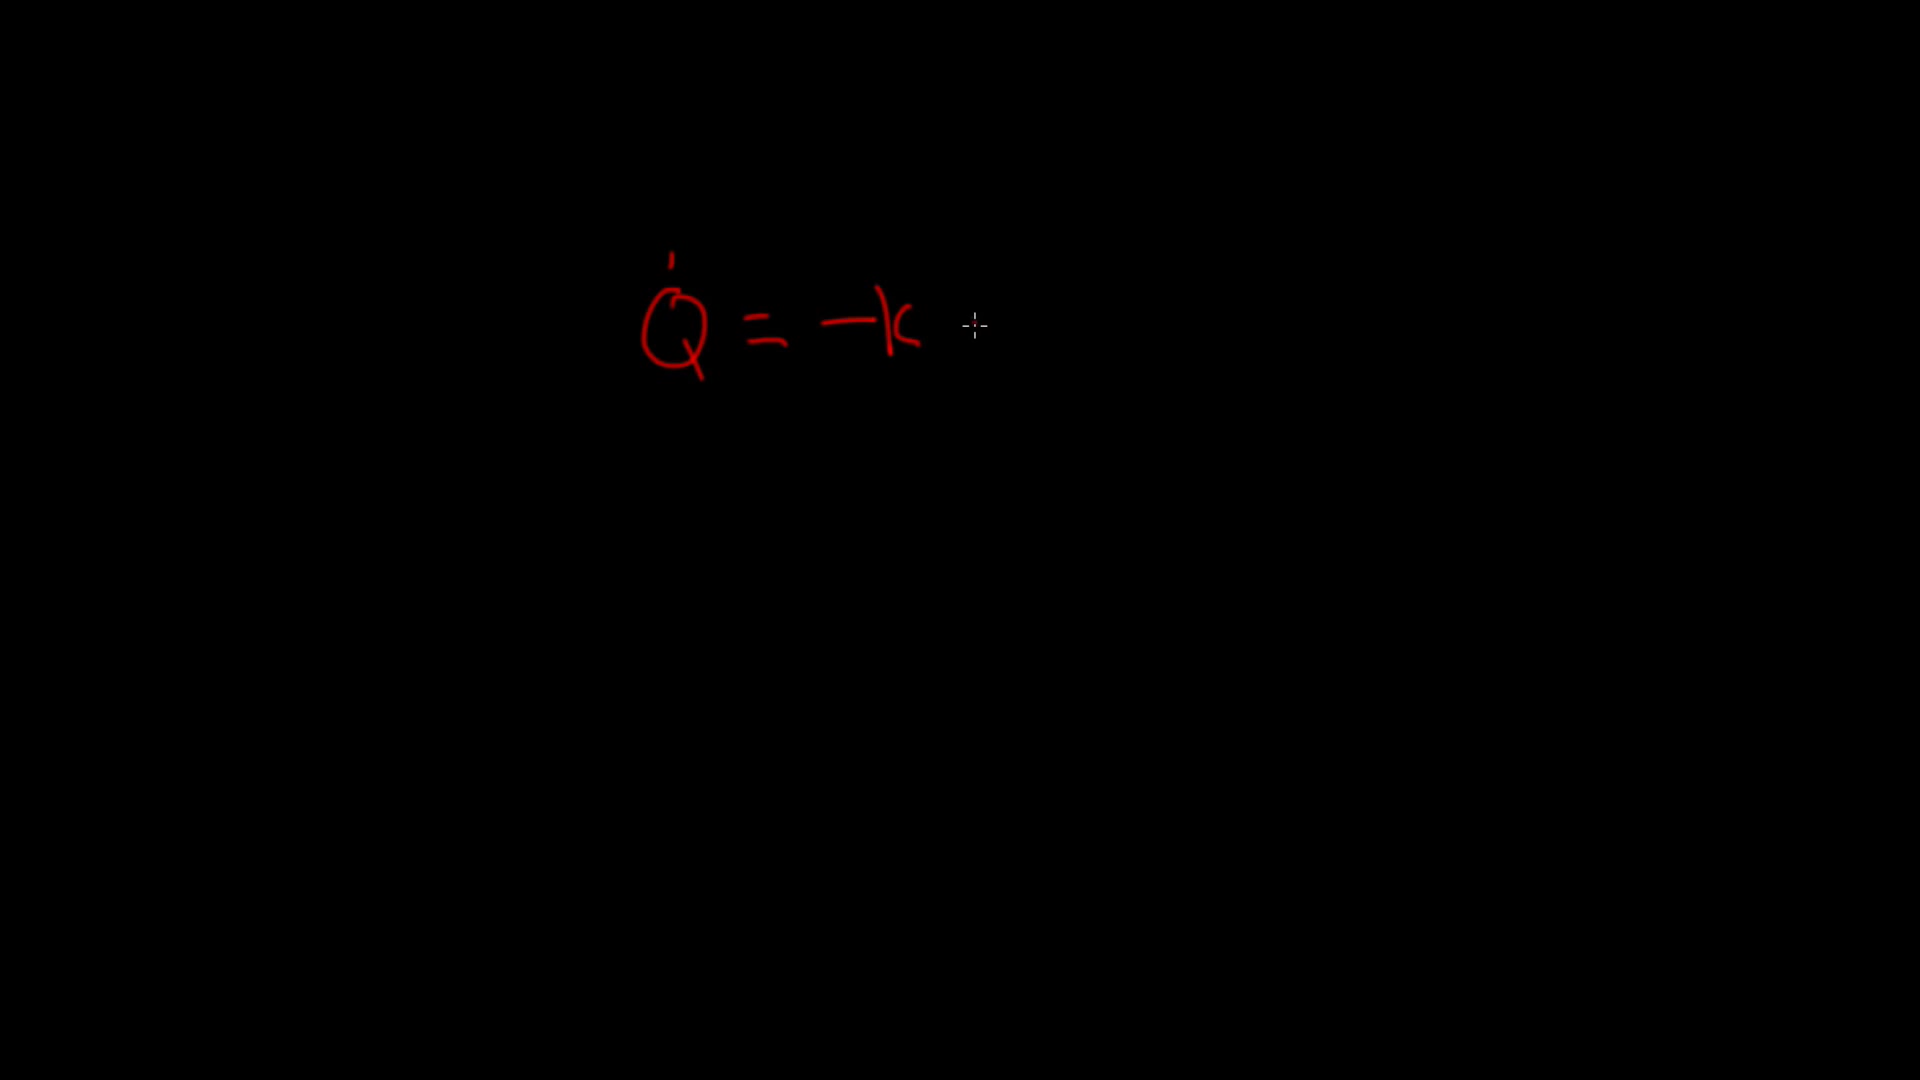 Q̇ = -k